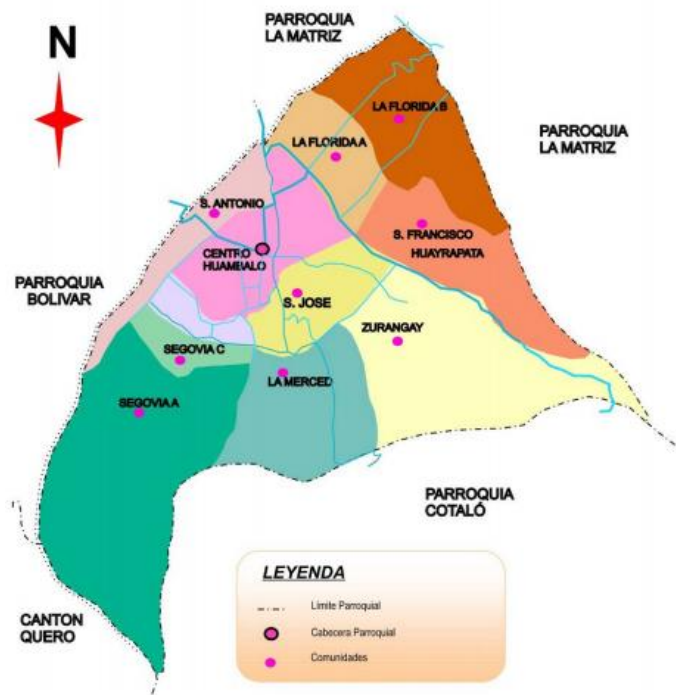 PARROQUIA
LA MATRIZ
N
LA FLORIDA B
PARROQUIA
LA MATRIZ
LA FLORIDA A
S. ANTONIO
S. FRANCISCO
HUAYRAPATA
CENTRO
HUAMBALO
PARROQUIA
BOLIVAR
S. JOSE
ZURANGAY
SEGOVIA C
LA MERCED
SEGOVIA A
PARROQUIA
COTALÓ
CANTON
QUERO
LEYENDA
Límite Parroquial
Cabecera Parroquial
Comunidades